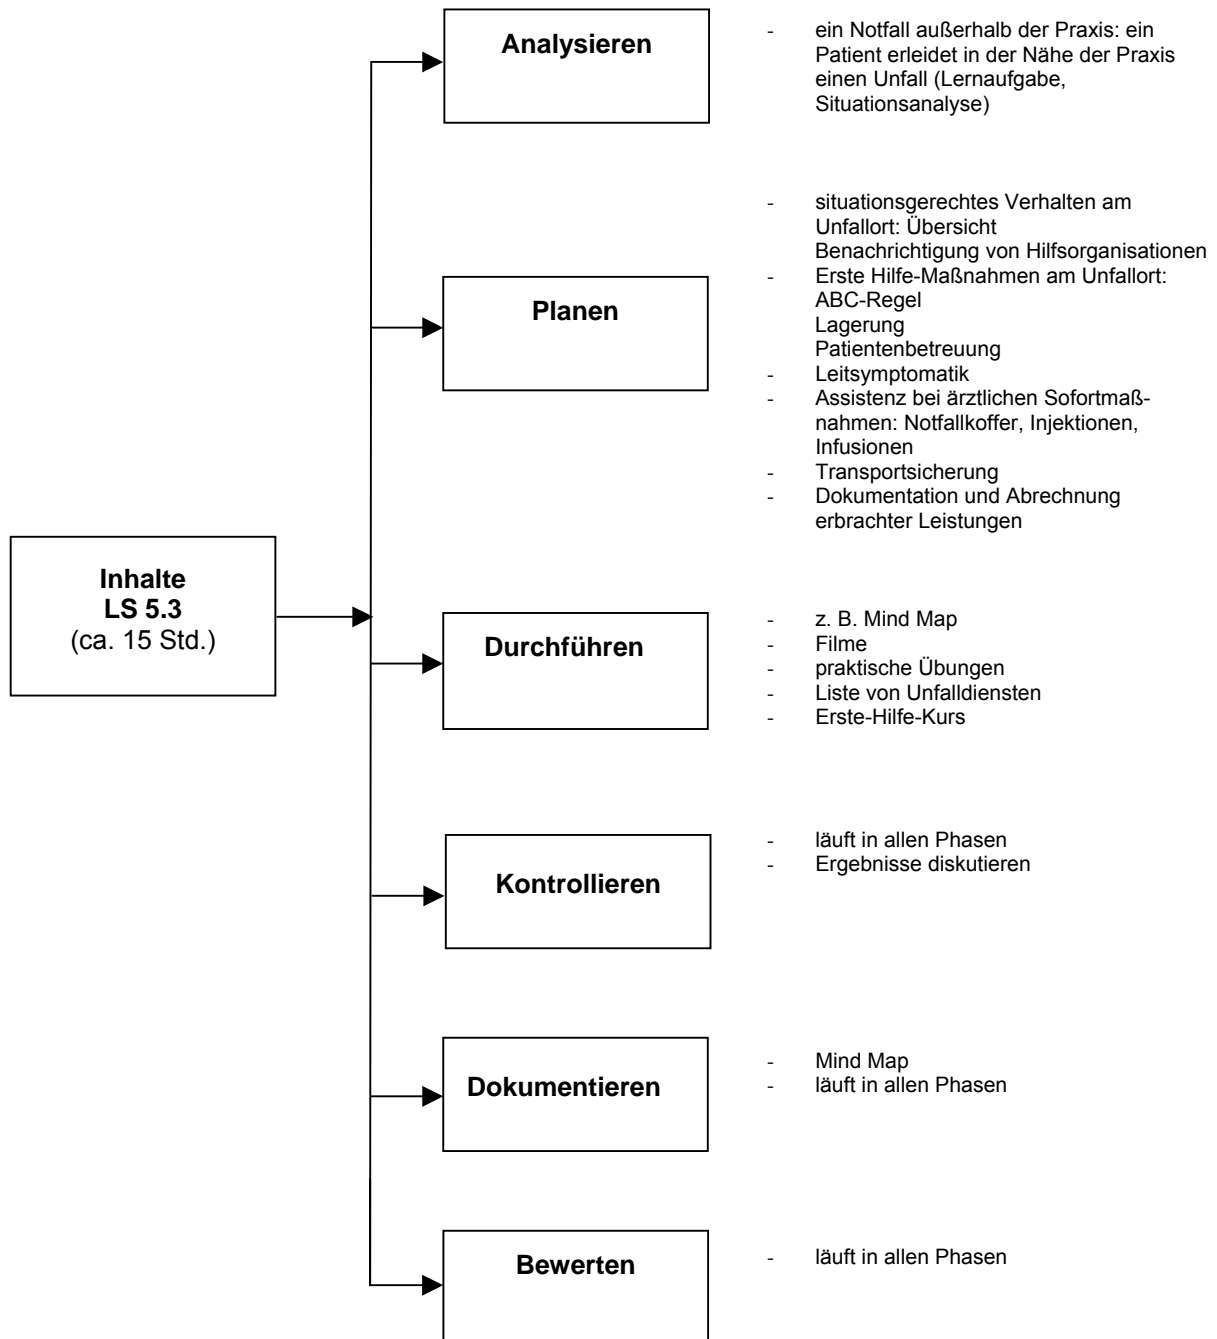 Analysieren
- ein Notfall außerhalb der Praxis: ein
Patient erleidet in der Nähe der Praxis
einen Unfall (Lernaufgabe,
Situationsanalyse)
Planen
- situationsgerechtes Verhalten am
Unfallort: Übersicht
Benachrichtigung von Hilfsorganisationen
- Erste Hilfe-Maßnahmen am Unfallort:
ABC-Regel
Lagerung
Patientenbetreuung
- Leitsymptomatik
- Assistenz bei ärztlichen Sofortmaß-
nahmen: Notfallkoffer, Injektionen,
Infusionen
- Transportsicherung
- Dokumentation und Abrechnung
erbrachter Leistungen
Inhalte
LS 5.3
(ca. 15 Std.)
Durchführen
- z. B. Mind Map
- Filme
- praktische Übungen
- Liste von Unfalldiensten
- Erste-Hilfe-Kurs
Kontrollieren
- läuft in allen Phasen
- Ergebnisse diskutieren
Dokumentieren
- Mind Map
- läuft in allen Phasen
Bewerten
- läuft in allen Phasen